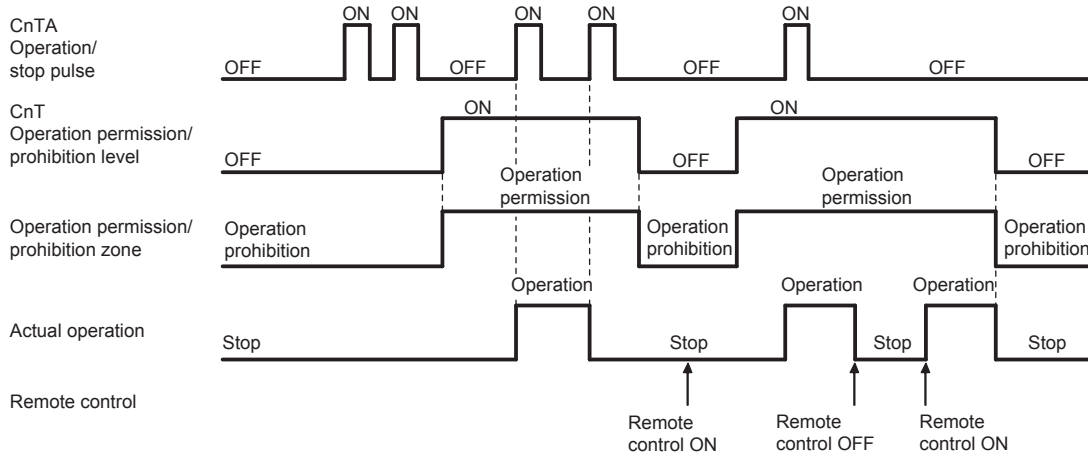 CnTA
Operation/
stop pulse
ON ON ON ON ON
OFF OFF OFF OFF
CnT
Operation permission/
prohibition level
ON ON
OFF OFF OFF
Operation permission/
prohibition zone
Operation
permission
Operation
permission
Operation
prohibition
Operation
prohibition
Operation
prohibition
Actual operation
Operation Operation Operation
Stop Stop Stop Stop
Remote control
Remote
control ON
Remote
control OFF
Remote
control ON